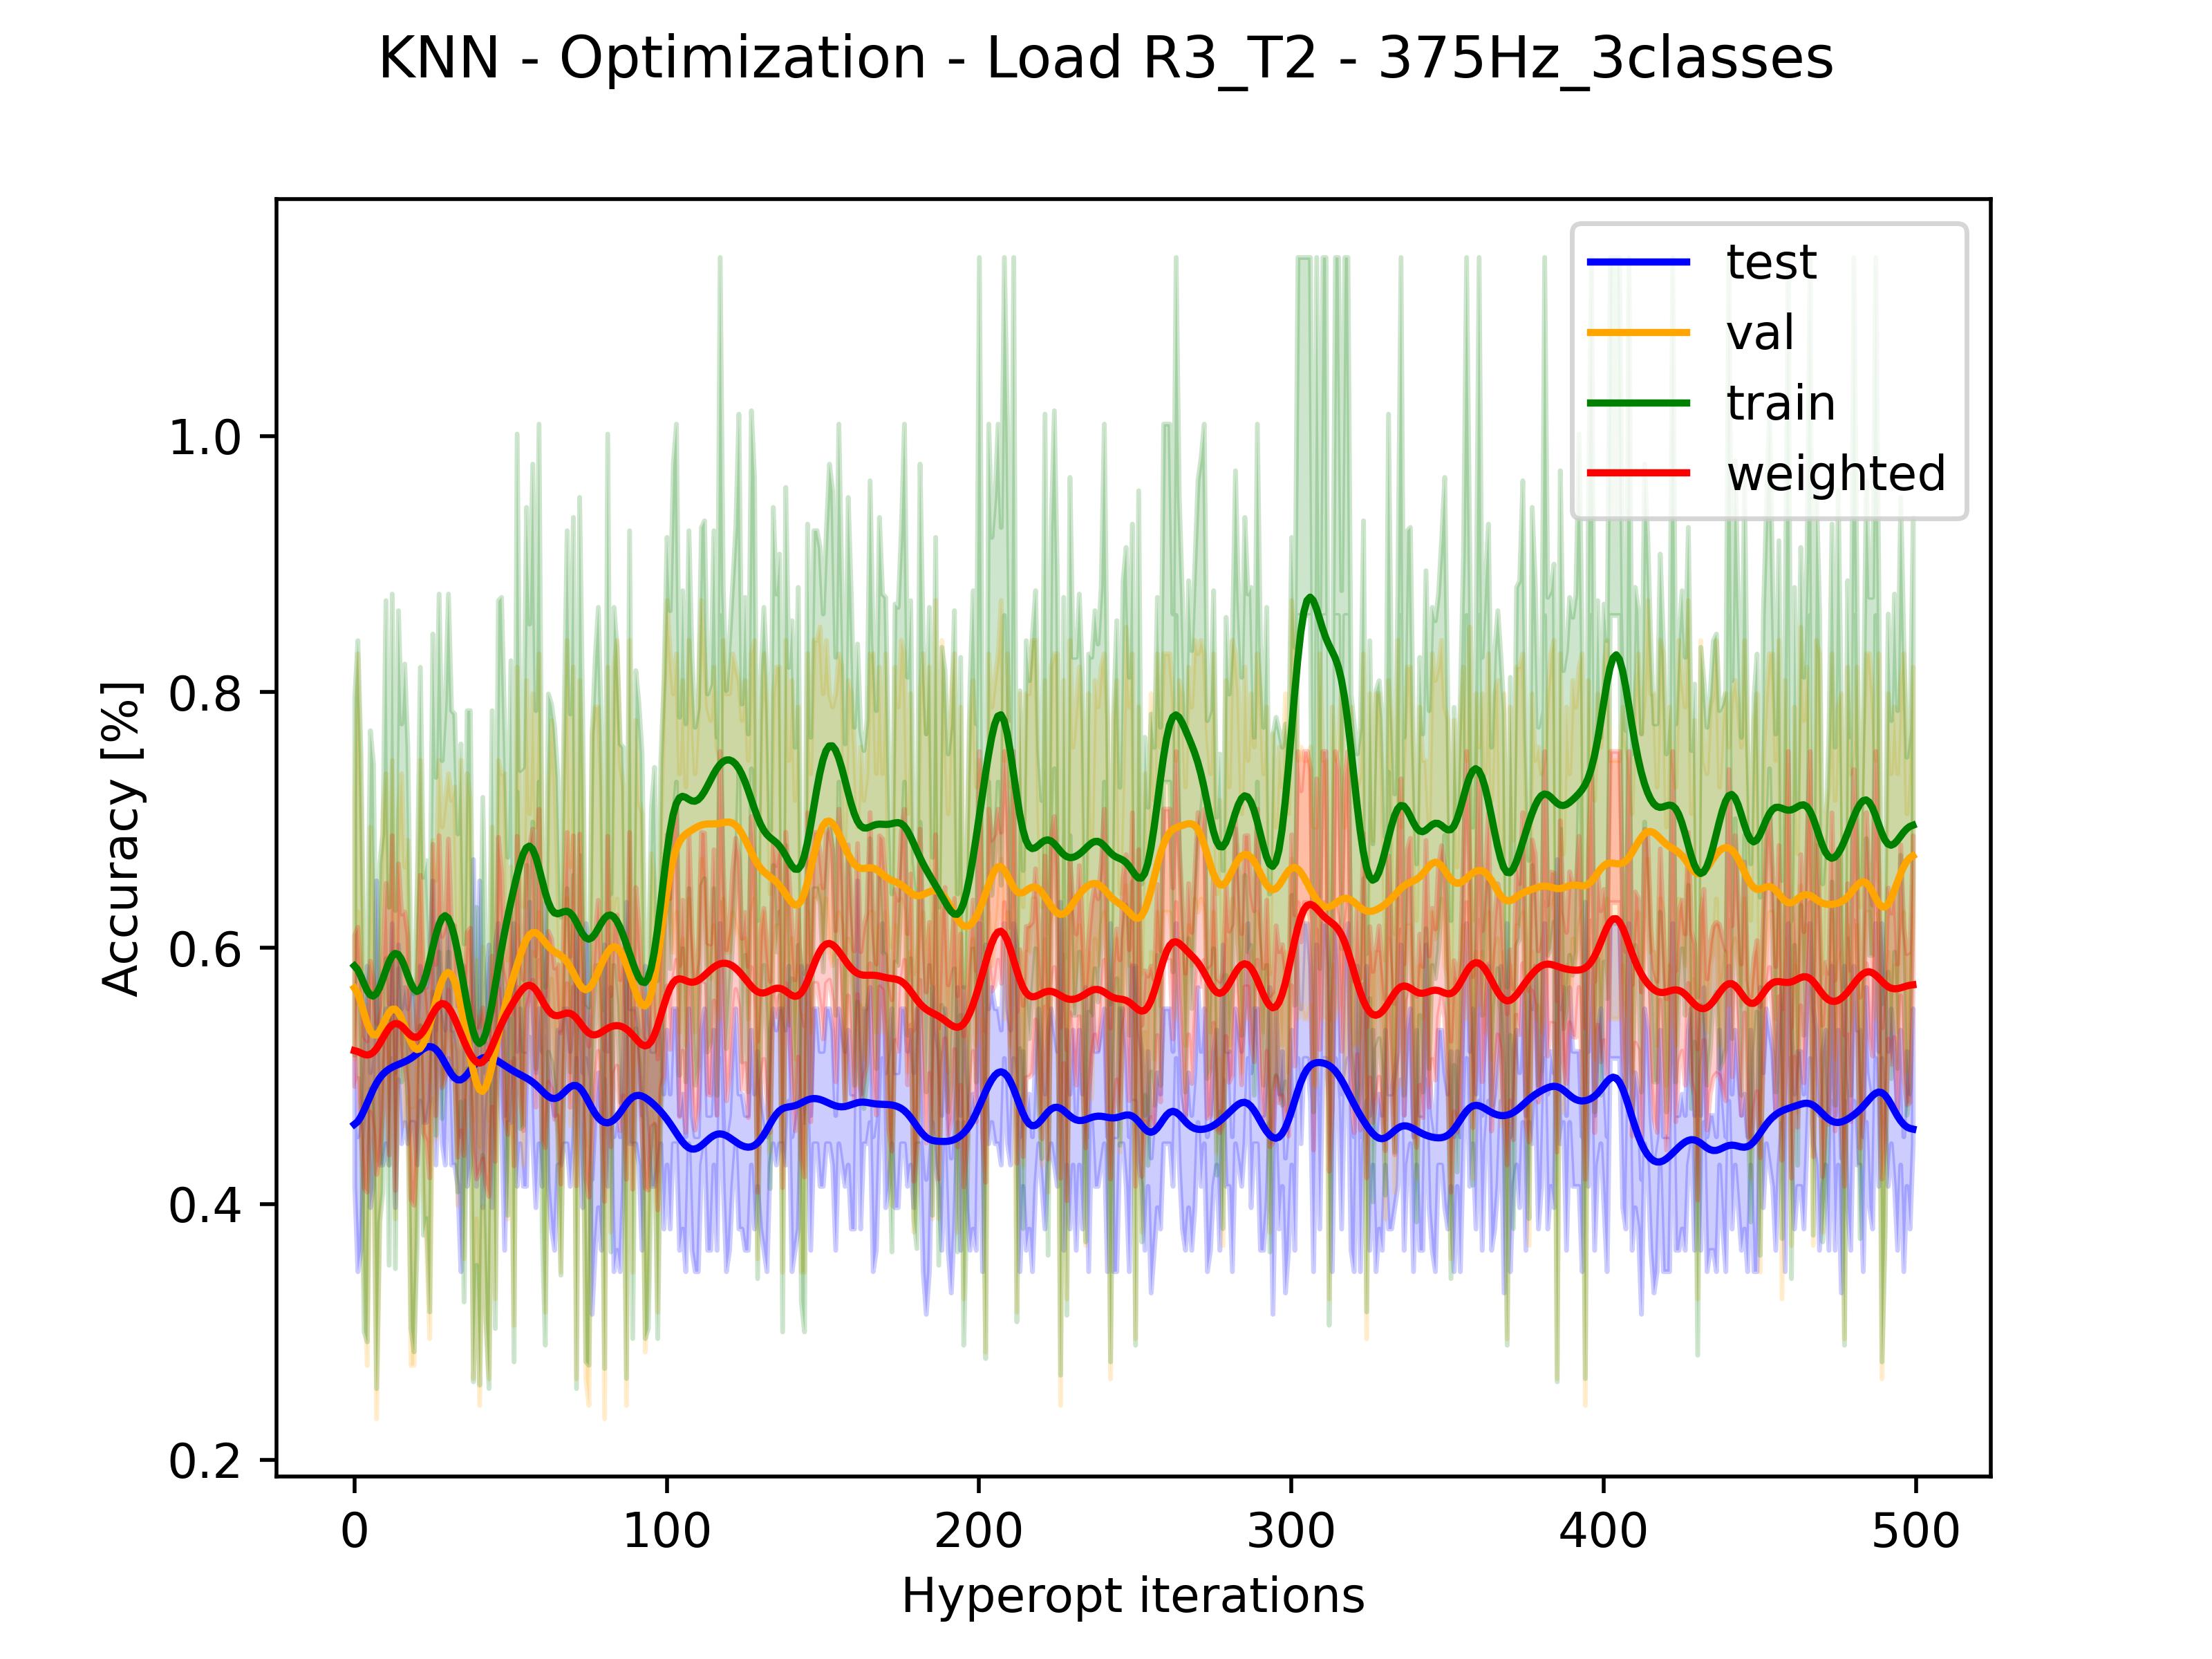 KNN - Optimization - Load R3_T2 - 375Hz_3classes
test
val
train
weighted
1.0
0.8
0.6
0.4
0.2
Accuracy [%]
0 100 200 300 400 500
Hyperopt iterations